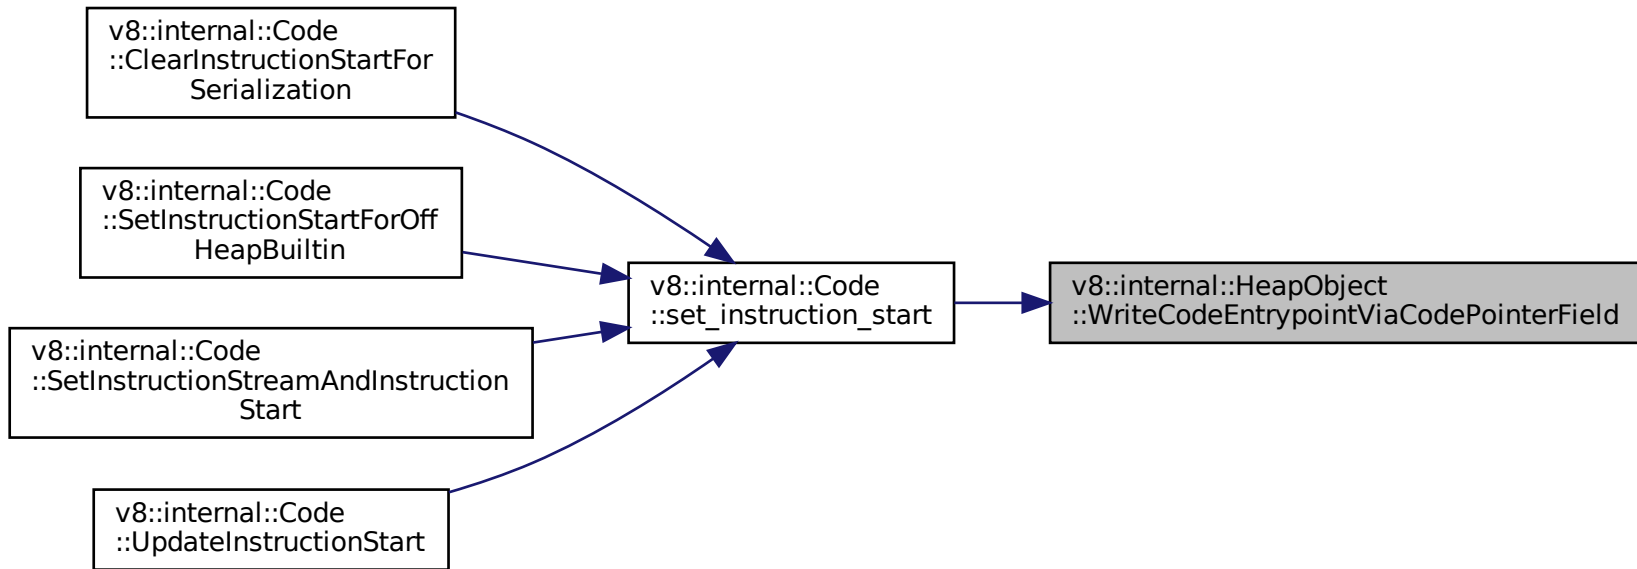 v8::internal::Code
::ClearInstructionStartFor
Serialization
v8::internal::Code
::SetInstructionStartForOff
HeapBuiltin
v8::internal::Code
::SetInstructionStreamAndInstruction
Start
v8::internal::Code
::UpdateInstructionStart
v8::internal::Code
::set_instruction_start
v8::internal::HeapObject
::WriteCodeEntrypointViaCodePointerField